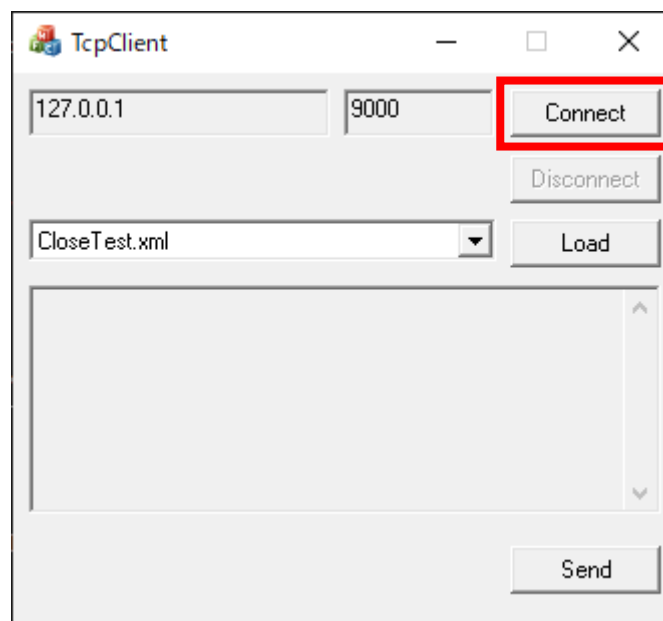 TcpClient
127.0.0.1 9000 Connect
Disconnect
CloseTest.xml Load
Send